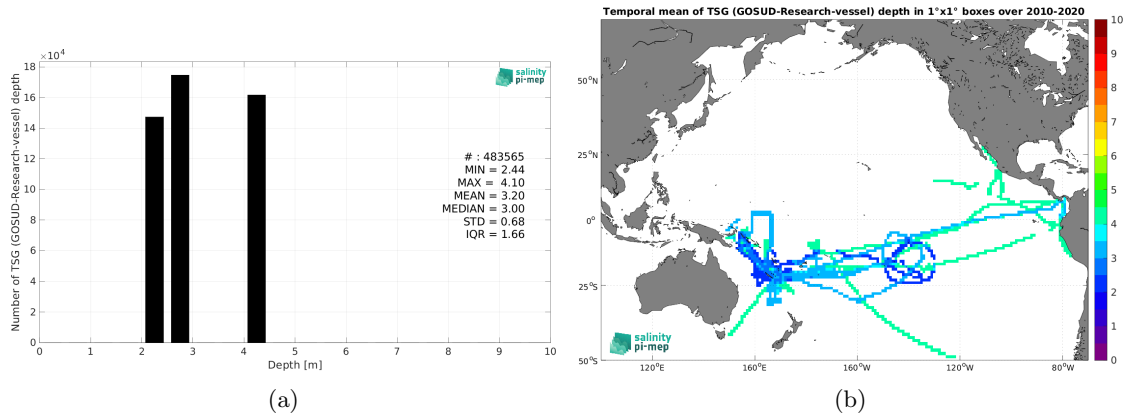 ×10⁴
18
16
14
12
10
8
6
4
2
0
Number of TSG (GOSUD-Research-vessel) depth
salinity
pi-mep
# : 483565
MIN = 2.44
MAX = 4.10
MEAN = 3.20
MEDIAN = 3.00
STD = 0.68
IQR = 1.66
0 1 2 3 4 5 6 7 8 9 10
Depth [m]
(a)
Temporal mean of TSG (GOSUD-Research-vessel) depth in 1°x1° boxes over 2010-2020
50°N
25°N
0°
25°S
50°S
120°E 160°E 160°W 120°W 80°W
salinity
pi-mep
10
9
8
7
6
5
4
3
2
1
0
(b)